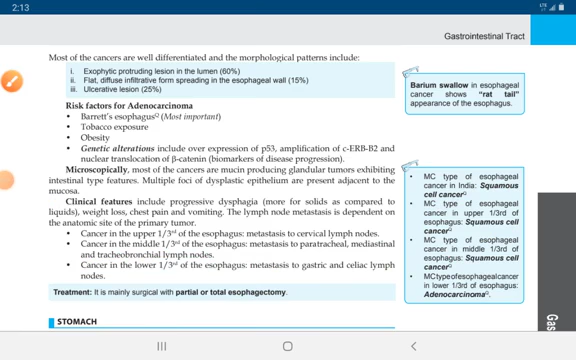 2:13
LTE
Gastrointestinal Tract
Most of the cancers are well differentiated and the morphological patterns include:
i. Exophytic protruding lesion in the lumen (60%)
ii. Flat, diffuse infiltrative form spreading in the esophageal wall (15%)
iii. Ulcerative lesion (25%)
Risk factors for Adenocarcinoma
• Barrett's esophagusQ (Most important)
• Tobacco exposure
• Obesity
• Genetic alterations include over expression of p53, amplification of c-ERB-B2 and
nuclear translocation of β-catenin (biomarkers of disease progression).
Microscopically, most of the cancers are mucin producing glandular tumors exhibiting
intestinal type features. Multiple foci of dysplastic epithelium are present adjacent to the
mucosa.
Clinical features include progressive dysphagia (more for solids as compared to
liquids), weight loss, chest pain and vomiting. The lymph node metastasis is dependent on
the anatomic site of the primary tumor.
• Cancer in the upper 1/3rd of the esophagus: metastasis to cervical lymph nodes.
• Cancer in the middle 1/3rd of the esophagus: metastasis to paratracheal, mediastinal
and tracheobronchial lymph nodes.
• Cancer in the lower 1/3rd of the esophagus: metastasis to gastric and celiac lymph
nodes.
Treatment: It is mainly surgical with partial or total esophagectomy.
STOMACH
Barium swallow in esophageal
cancer shows "rat tail"
appearance of the esophagus.
• MC type of esophageal
cancer in India: Squamous
cell cancerQ
• MC type of esophageal
cancer in upper 1/3rd of
esophagus: Squamous cell
cancerQ
• MC type of esophageal
cancer in middle 1/3rd of
esophagus: Squamous cell
cancerQ
• MC type of esophageal cancer
in lower 1/3rd of esophagus:
AdenocarcinomaQ.
Gas